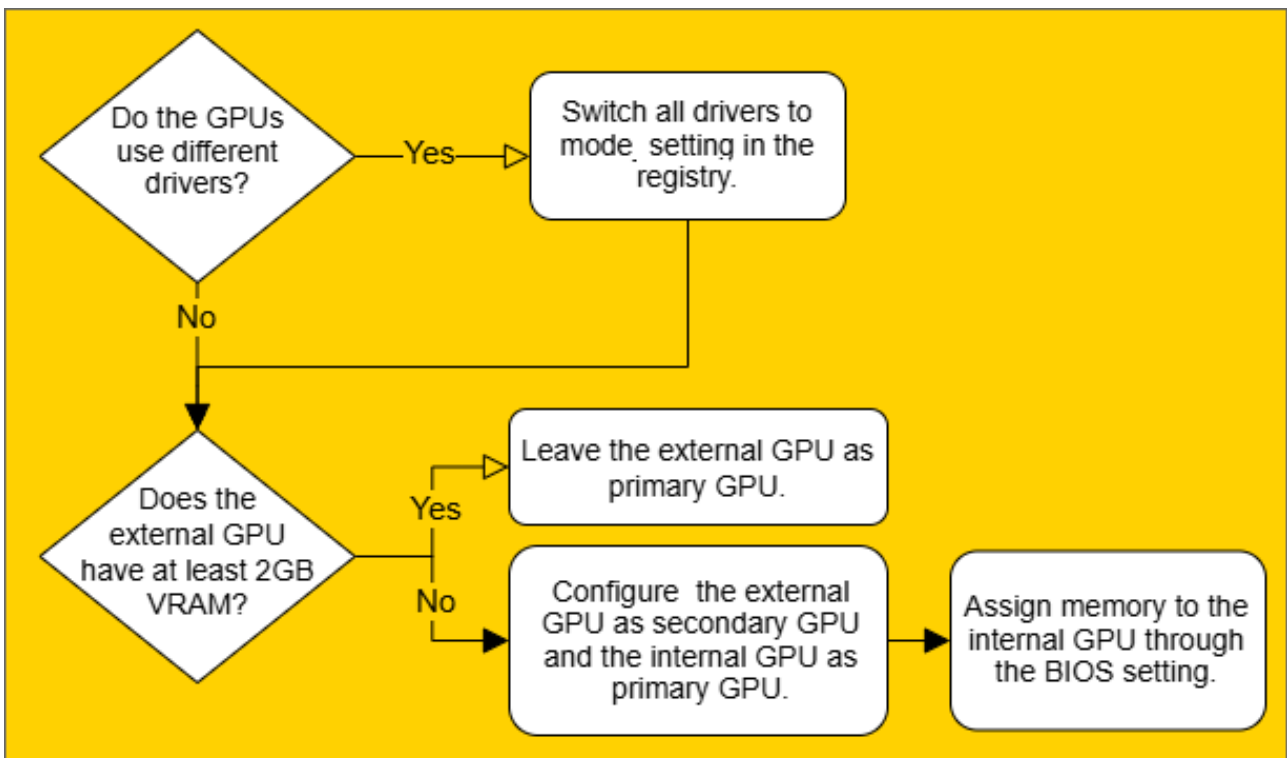 Do the GPUs
use different
drivers?
Yes
Switch all drivers to
mode_setting in the
registry.
No
Does the
external GPU
have at least 2GB
VRAM?
Yes
Leave the external GPU as
primary GPU.
No
Configure the external
GPU as secondary GPU
and the internal GPU as
primary GPU.
Assign memory to the
internal GPU through
the BIOS setting.